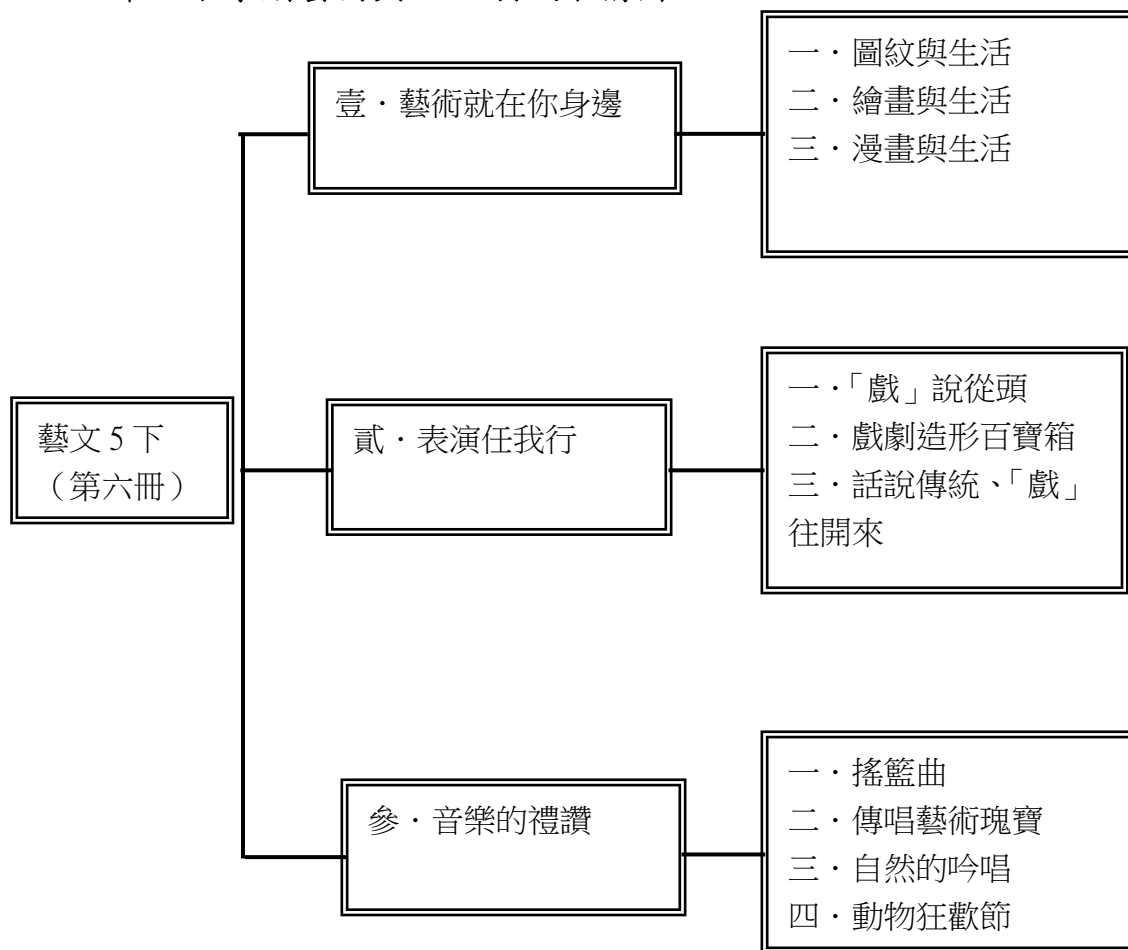 壹．藝術就在你身邊
一．圖紋與生活
二．繪畫與生活
三．漫畫與生活
藝文 5 下
（第六冊）
貳．表演任我行
一．「戲」說從頭
二．戲劇造形百寶箱
三．話說傳統、「戲」
往開來
參．音樂的禮讚
一．搖籃曲
二．傳唱藝術瑰寶
三．自然的吟唱
四．動物狂歡節